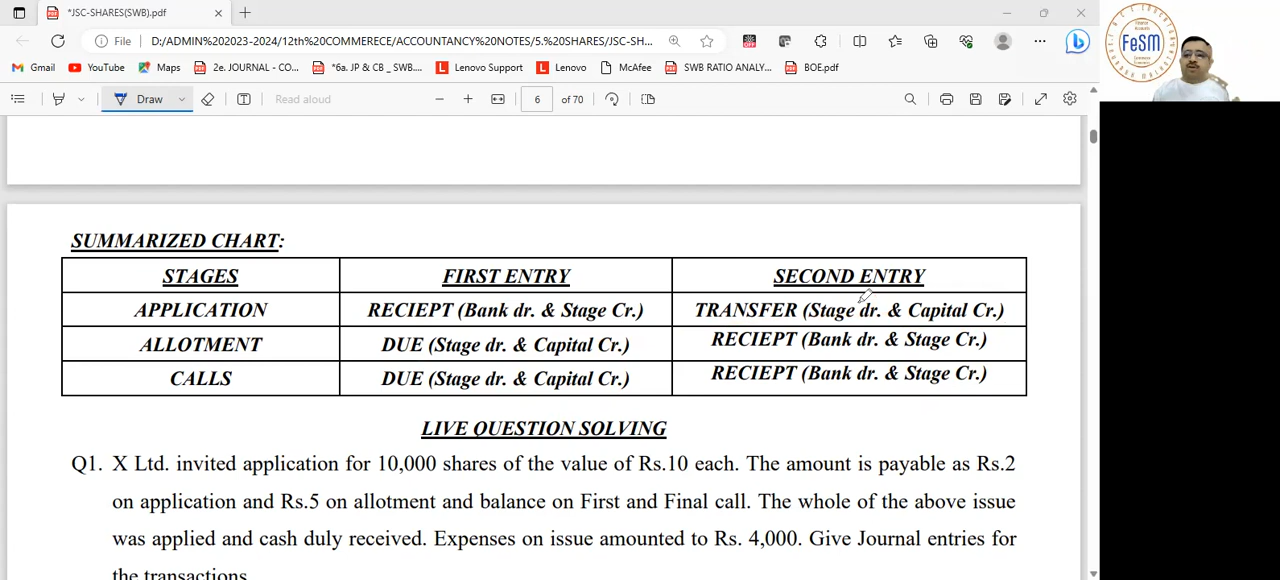 *JSC-SHARES(SWB).pdf
File D:/ADMIN%202023-2024/12th%20COMMERCE/ACCOUNTANCE%20NOTES/5.%20SHARES/JSC-SH...
OFF
Gmail YouTube Maps 2e. JOURNAL - CO... *6a. JP & CB _ SWB.... Lenovo Support Lenovo McAfee SWB RATIO ANALY... BOE.pdf
Draw Read aloud 6 of 70
FeSM
SUMMARIZED CHART:
STAGES FIRST ENTRY SECOND ENTRY
APPLICATION RECIEPT (Bank dr. & Stage Cr.) TRANSFER (Stage dr. & Capital Cr.)
ALLOTMENT DUE (Stage dr. & Capital Cr.) RECIEPT (Bank dr. & Stage Cr.)
CALLS DUE (Stage dr. & Capital Cr.) RECIEPT (Bank dr. & Stage Cr.)
LIVE QUESTION SOLVING
Q1. X Ltd. invited application for 10,000 shares of the value of Rs.10 each. The amount is payable as Rs.2
on application and Rs.5 on allotment and balance on First and Final call. The whole of the above issue
was applied and cash duly received. Expenses on issue amounted to Rs. 4,000. Give Journal entries for
the transactions.